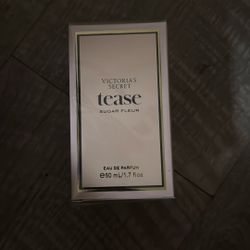 VICTORIA'S
SECRET
tease
SUGAR FLEUR
EAU DE PARFUM
℮50 mL/1.7 fl oz